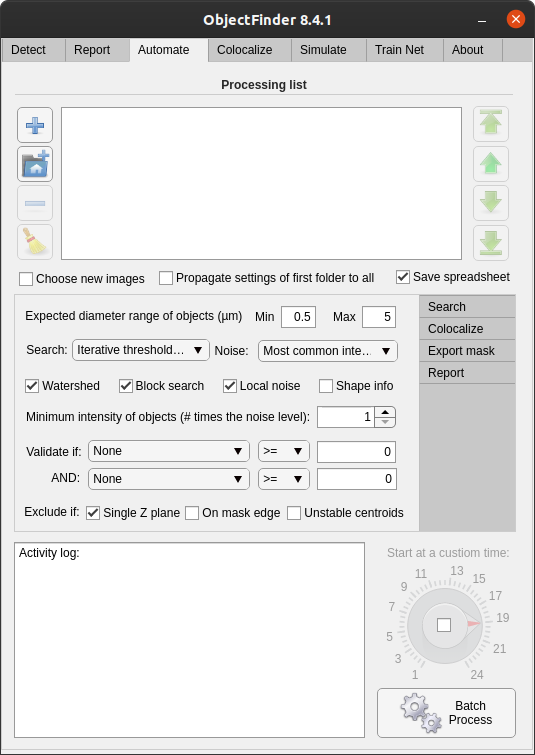 ObjectFinder 8.4.1
Detect Report Automate Colocalize Simulate Train Net About
Processing list
Choose new images Propagate settings of first folder to all Save spreadsheet
Expected diameter range of objects (µm) Min 0.5 Max 5
Search: Iterative threshold... Noise: Most common inte...
Watershed Block search Local noise Shape info
Minimum intensity of objects (# times the noise level): 1
Validate if: None >= 0
AND: None >= 0
Exclude if: Single Z plane On mask edge Unstable centroids
Search
Colocalize
Export mask
Report
Activity log:
Start at a custiom time:
1 3 5 7 9 11 13 15 17 19 21 24
Batch
Process